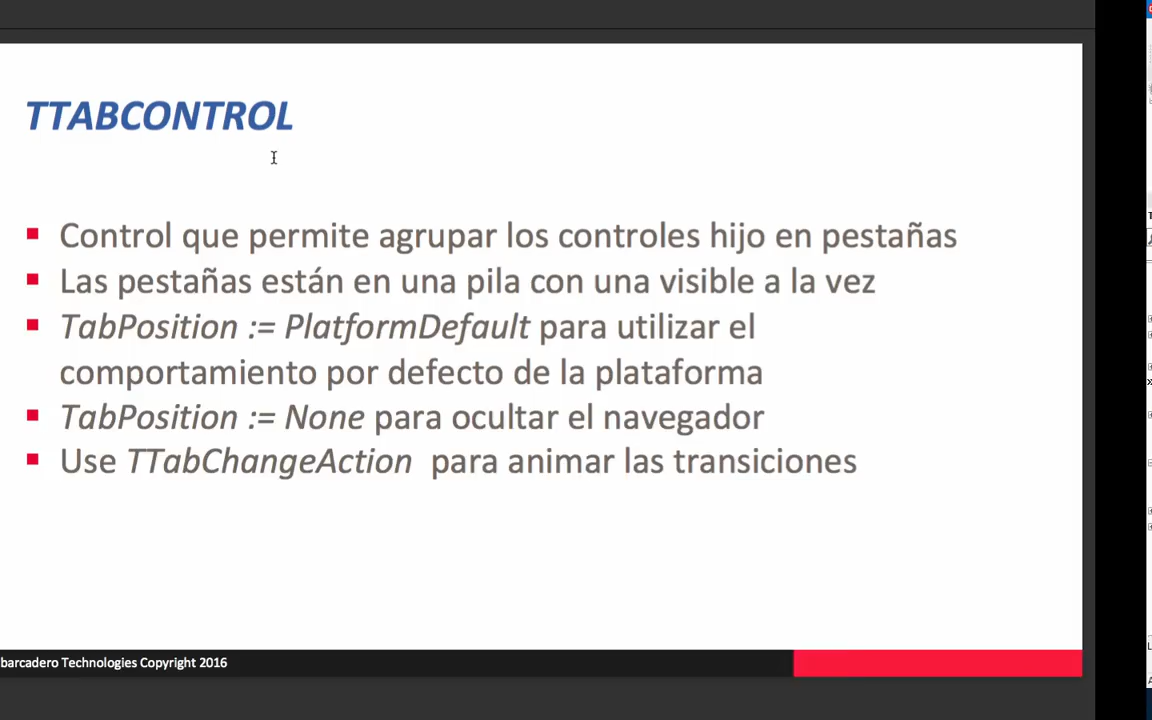 TTABCONTROL
Control que permite agrupar los controles hijo en pestañas
Las pestañas están en una pila con una visible a la vez
TabPosition := PlatformDefault para utilizar el
comportamiento por defecto de la plataforma
TabPosition := None para ocultar el navegador
Use TTabChangeAction para animar las transiciones
barcadero Technologies Copyright 2016